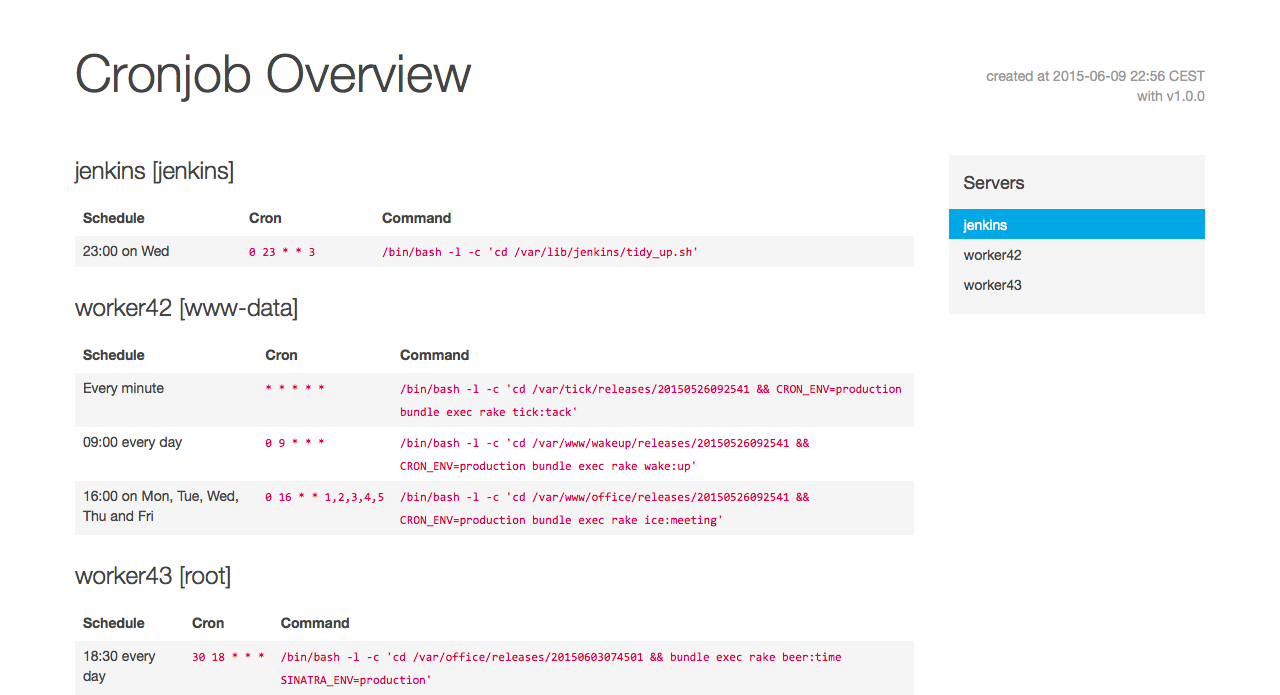 Cronjob Overview
created at 2015-06-09 22:56 CEST
with v1.0.0
jenkins [jenkins]
Schedule Cron Command
23:00 on Wed 0 23 * * 3 /bin/bash -l -c 'cd /var/lib/jenkins/tidy_up.sh'
worker42 [www-data]
Schedule Cron Command
Every minute * * * * * /bin/bash -l -c 'cd /var/tick/releases/20150526092541 && CRON_ENV=production
bundle exec rake tick:tack'
09:00 every day 0 9 * * * /bin/bash -l -c 'cd /var/www/wakeup/releases/20150526092541 &&
CRON_ENV=production bundle exec rake wake:up'
16:00 on Mon, Tue, Wed, 0 16 * * 1,2,3,4,5 /bin/bash -l -c 'cd /var/www/office/releases/20150526092541 &&
Thu and Fri CRON_ENV=production bundle exec rake ice:meeting'
worker43 [root]
Schedule Cron Command
18:30 every 30 18 * * * /bin/bash -l -c 'cd /var/office/releases/20150603074501 && bundle exec rake beer:time
day SINATRA_ENV=production'
Servers
jenkins
worker42
worker43